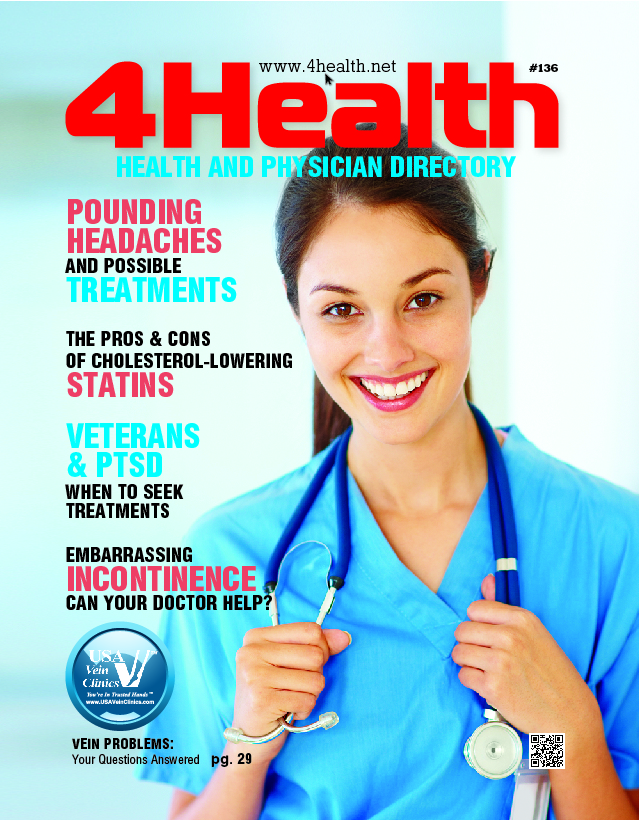 www.4health.net
#136
4Health
HEALTH AND PHYSICIAN DIRECTORY
POUNDING
HEADACHES
AND POSSIBLE
TREATMENTS
THE PROS & CONS
OF CHOLESTEROL-LOWERING
STATINS
VETERANS
& PTSD
WHEN TO SEEK
TREATMENTS
EMBARRASSING
INCONTINENCE
CAN YOUR DOCTOR HELP?
USA
Vein
Clinics
You're In Trusted Hands™
www.USAVeinClinics.com
VEIN PROBLEMS:
Your Questions Answered pg. 29